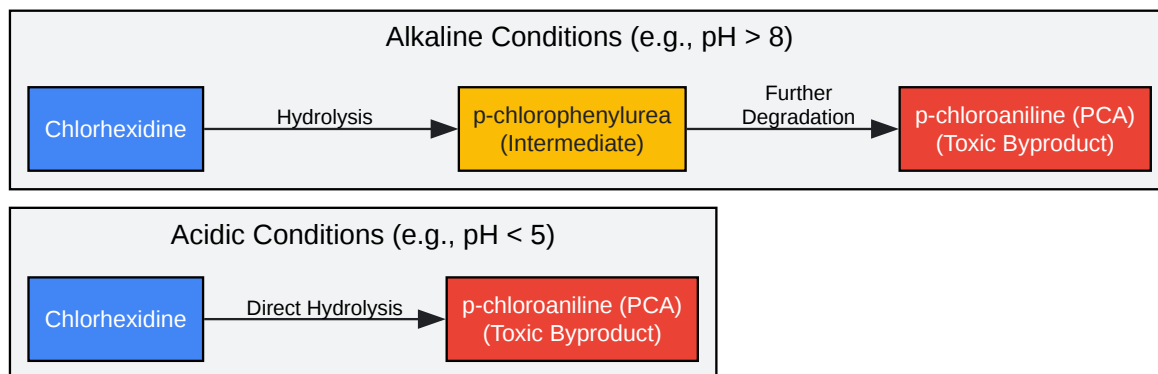 Alkaline Conditions (e.g., pH > 8)
Chlorhexidine
Hydrolysis
p-chlorophenylurea
(Intermediate)
Further
Degradation
p-chloroaniline (PCA)
(Toxic Byproduct)
Acidic Conditions (e.g., pH < 5)
Chlorhexidine
Direct Hydrolysis
p-chloroaniline (PCA)
(Toxic Byproduct)